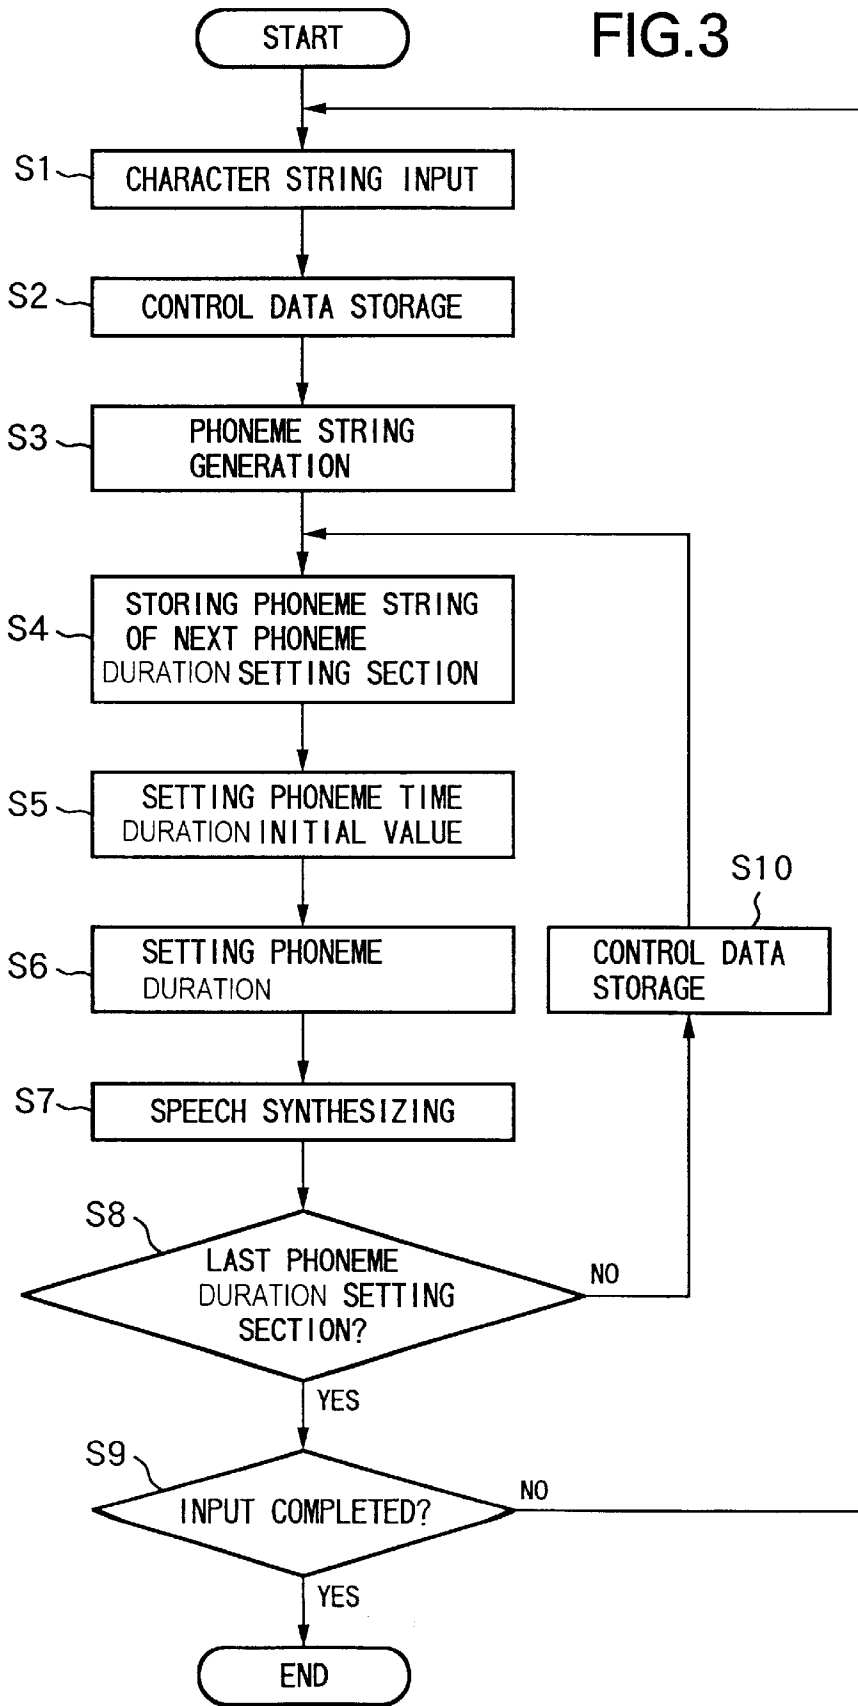 START
FIG.3
S1
CHARACTER STRING INPUT
S2
CONTROL DATA STORAGE
S3
PHONEME STRING
GENERATION
S4
STORING PHONEME STRING
OF NEXT PHONEME
DURATION SETTING SECTION
S5
SETTING PHONEME TIME
DURATION INITIAL VALUE
S6
SETTING PHONEME
DURATION
S10
CONTROL DATA
STORAGE
S7
SPEECH SYNTHESIZING
S8
LAST PHONEME
DURATION SETTING
SECTION?
NO
YES
S9
INPUT COMPLETED?
NO
YES
END